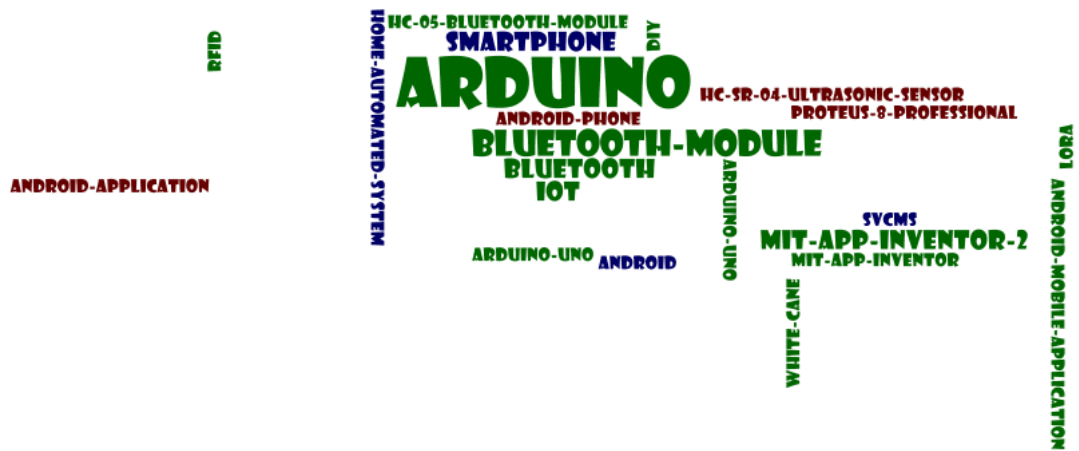 HC-05-BLUETOOTH-MODULE
DIY
SMARTPHONE
RFID
HOME-AUTOMATED-SYSTEM
ARDUINO
HC-SR-04-ULTRASONIC-SENSOR
PROTEUS-8-PROFESSIONAL
ANDROID-PHONE
BLUETOOTH-MODULE
LORA
BLUETOOTH
ANDROID-APPLICATION
IOT
ARDUINO-UNO
SVCMS
MIT-APP-INVENTOR-2
ARDUINO-UNO
ANDROID
MIT-APP-INVENTOR
WHITE-CANE
ANDROID-MOBILE-APPLICATION